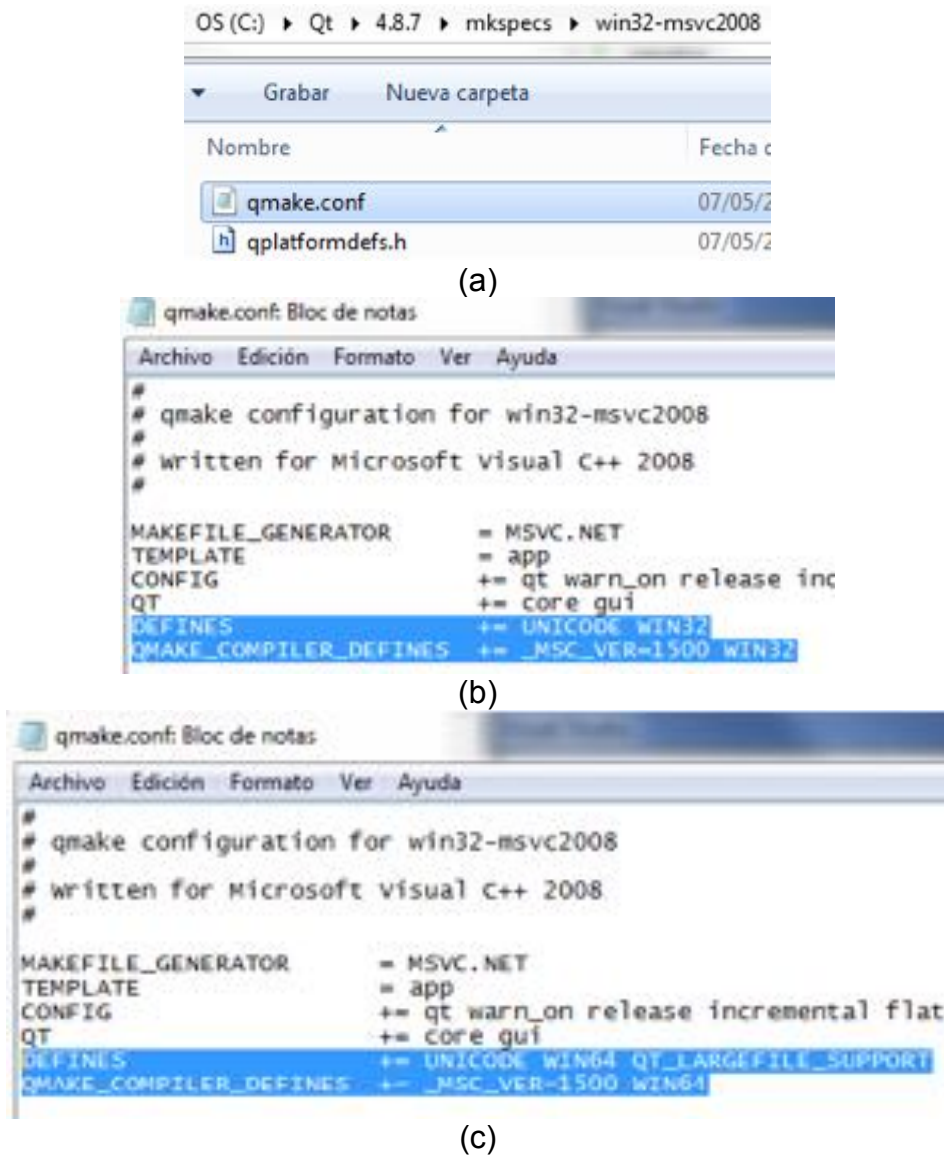 OS (C:) ▸ Qt ▸ 4.8.7 ▸ mkspecs ▸ win32-msvc2008
Grabar Nueva carpeta
Nombre Fecha
qmake.conf 07/05/2
qplatformdefs.h 07/05/2
(a)
qmake.conf: Bloc de notas
Archivo Edición Formato Ver Ayuda
#
# qmake configuration for win32-msvc2008
#
# Written for Microsoft Visual C++ 2008
#
MAKEFILE_GENERATOR = MSVC.NET
TEMPLATE = app
CONFIG += qt warn_on release inc
QT += core gui
DEFINES += UNICODE WIN32
QMAKE_COMPILER_DEFINES += _MSC_VER=1500 WIN32
(b)
qmake.conf: Bloc de notas
Archivo Edición Formato Ver Ayuda
#
# qmake configuration for win32-msvc2008
#
# Written for Microsoft Visual C++ 2008
#
MAKEFILE_GENERATOR = MSVC.NET
TEMPLATE = app
CONFIG += qt warn_on release incremental flat
QT += core gui
DEFINES += UNICODE WIN64 QT_LARGEFILE_SUPPORT
QMAKE_COMPILER_DEFINES += _MSC_VER=1500 WIN64
(c)